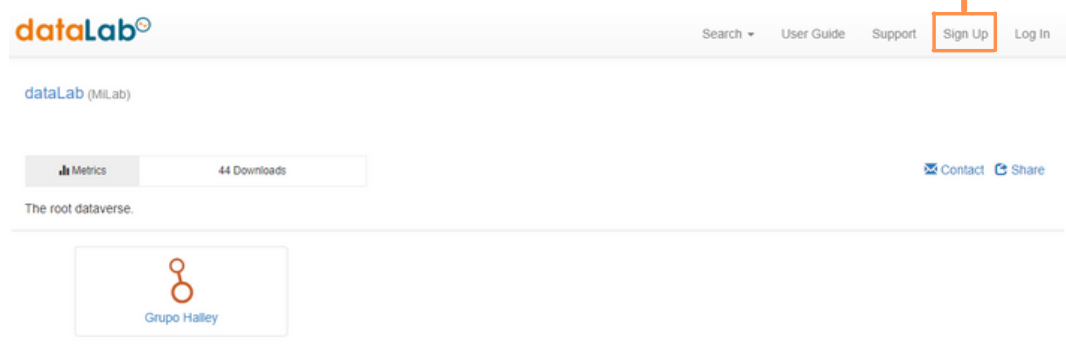 dataLab
Search User Guide Support Sign Up Log In
dataLab (MiLab)
Metrics 44 Downloads Contact Share
The root dataverse.
Grupo Halley